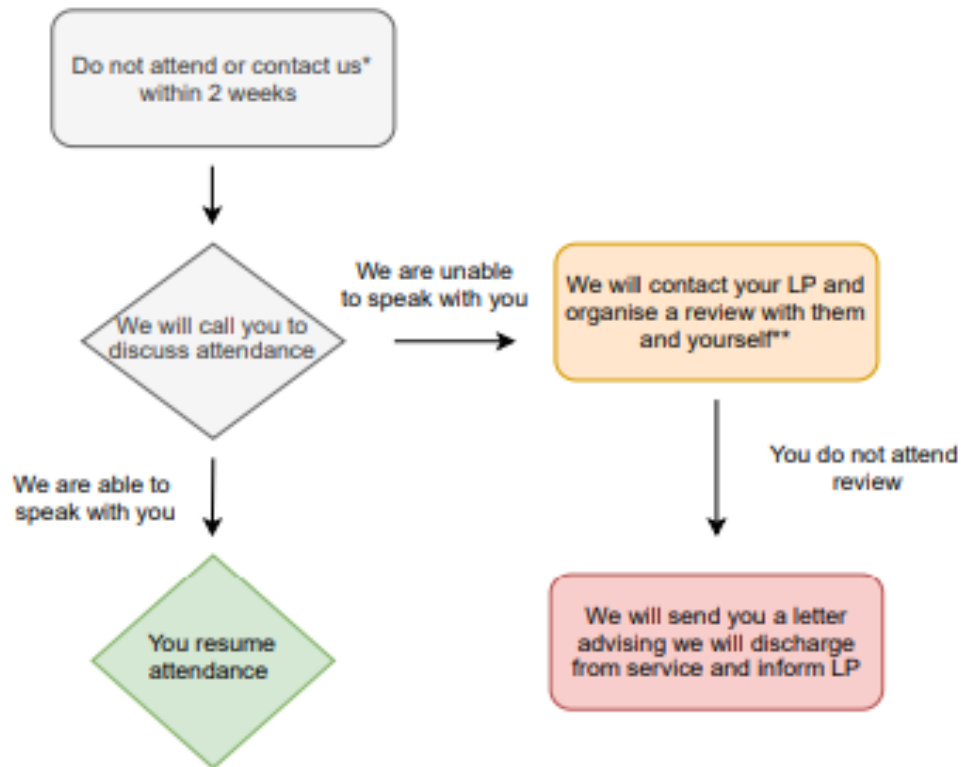 Do not attend or contact us*
within 2 weeks
We are unable
to speak with you
We will call you to
discuss attendance
We will contact your LP and
organise a review with them
and yourself**
You do not attend
review
We are able to
speak with you
You resume
attendance
We will send you a letter
advising we will discharge
from service and inform LP